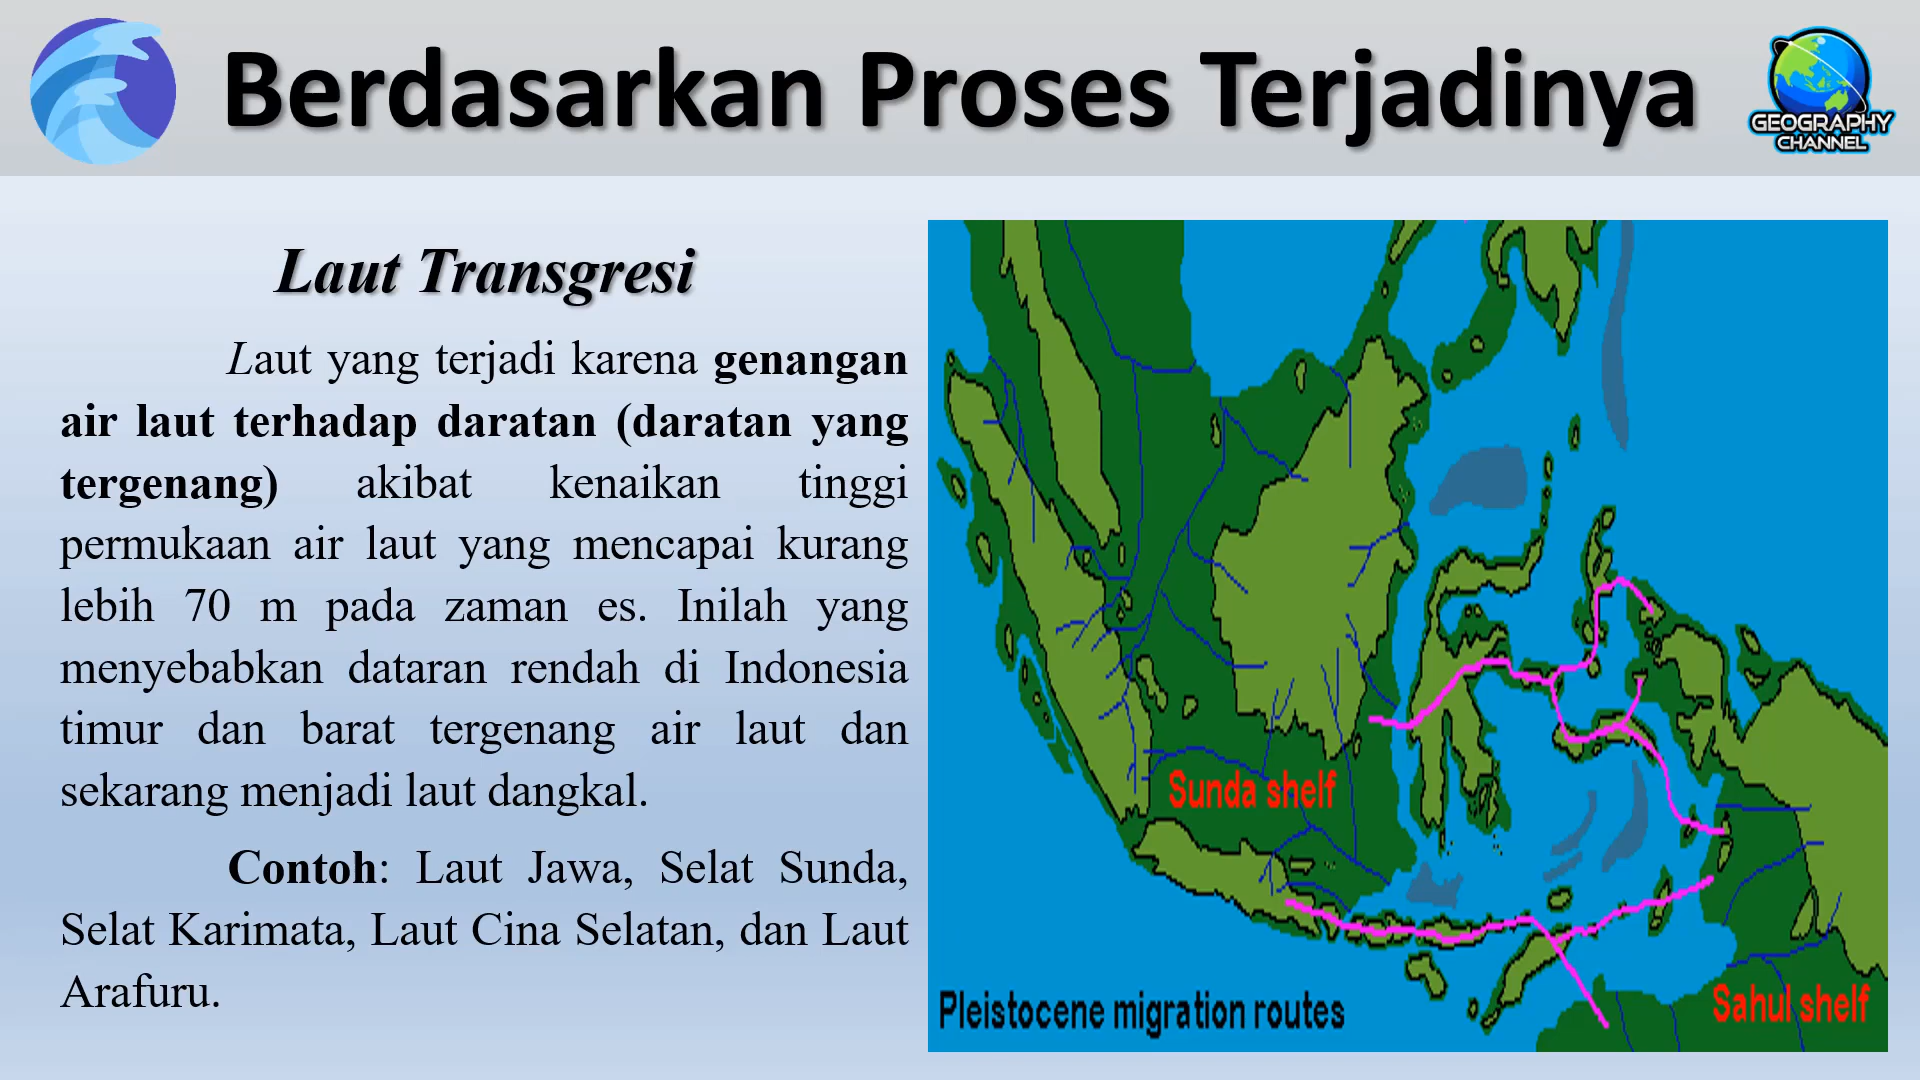 Berdasarkan Proses Terjadinya
GEOGRAPHY
CHANNEL
Laut Transgresi
Laut yang terjadi karena genangan
air laut terhadap daratan (daratan yang
tergenang) akibat kenaikan tinggi
permukaan air laut yang mencapai kurang
lebih 70 m pada zaman es. Inilah yang
menyebabkan dataran rendah di Indonesia
timur dan barat tergenang air laut dan
sekarang menjadi laut dangkal.
Contoh: Laut Jawa, Selat Sunda,
Selat Karimata, Laut Cina Selatan, dan Laut
Arafuru.
Sunda shelf
Pleistocene migration routes
Sahul shelf